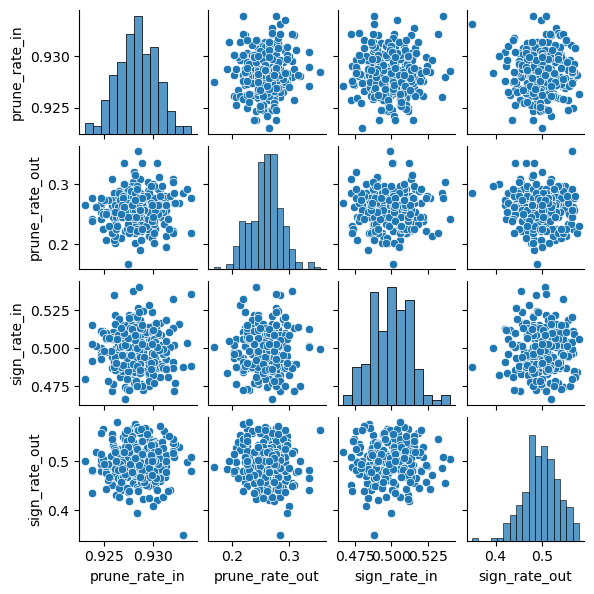 prune_rate_in
0.930
0.925
prune_rate_out
0.3
0.2
sign_rate_in
0.525
0.500
0.475
sign_rate_out
0.5
0.4
0.925 0.930 0.2 0.3 0.475 0.500 0.525 0.4 0.5
prune_rate_in prune_rate_out sign_rate_in sign_rate_out